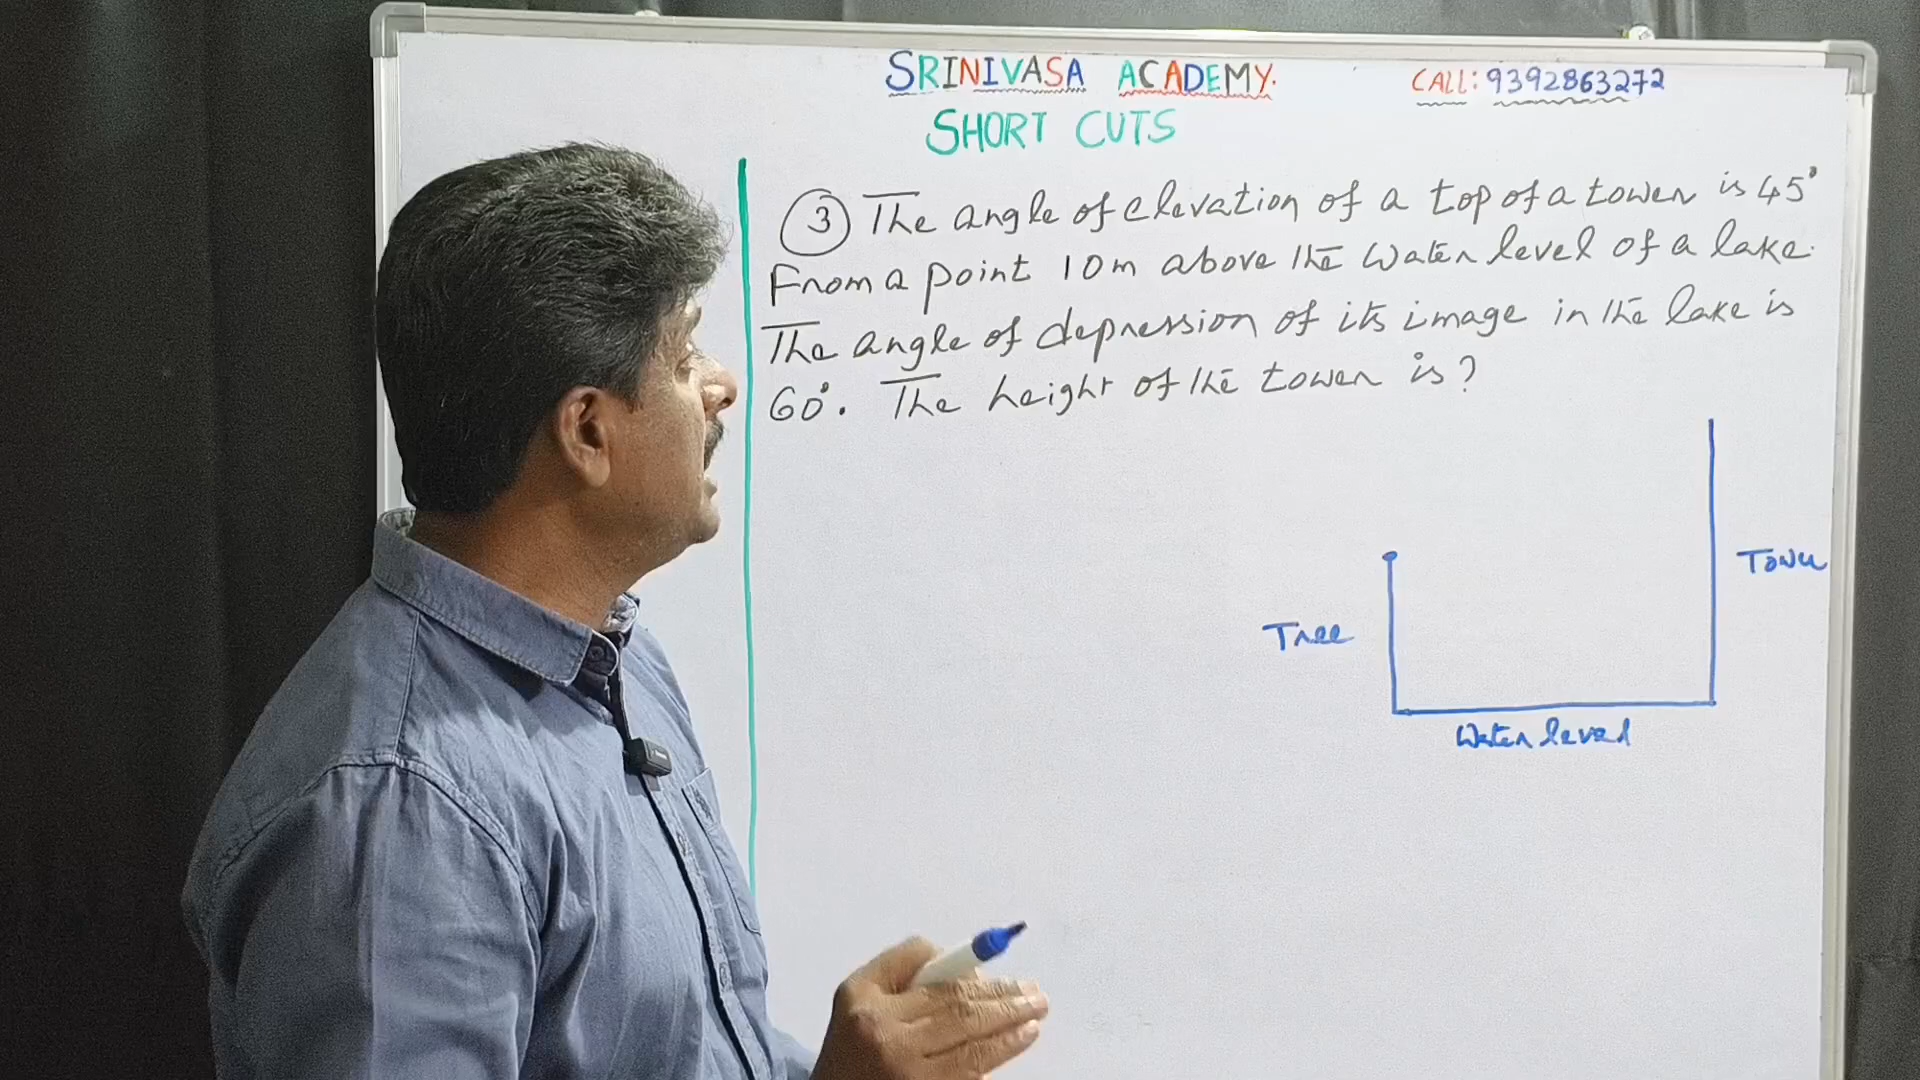 SRINIVASA ACADEMY.
CALL: 9392863272
SHORT CUTS
3 The angle of elevation of a top of a tower is 45°
From a point 10m above the water level of a lake.
The angle of depression of its image in the lake is
60°. The height of the tower is?
Tower
Tree
Water level